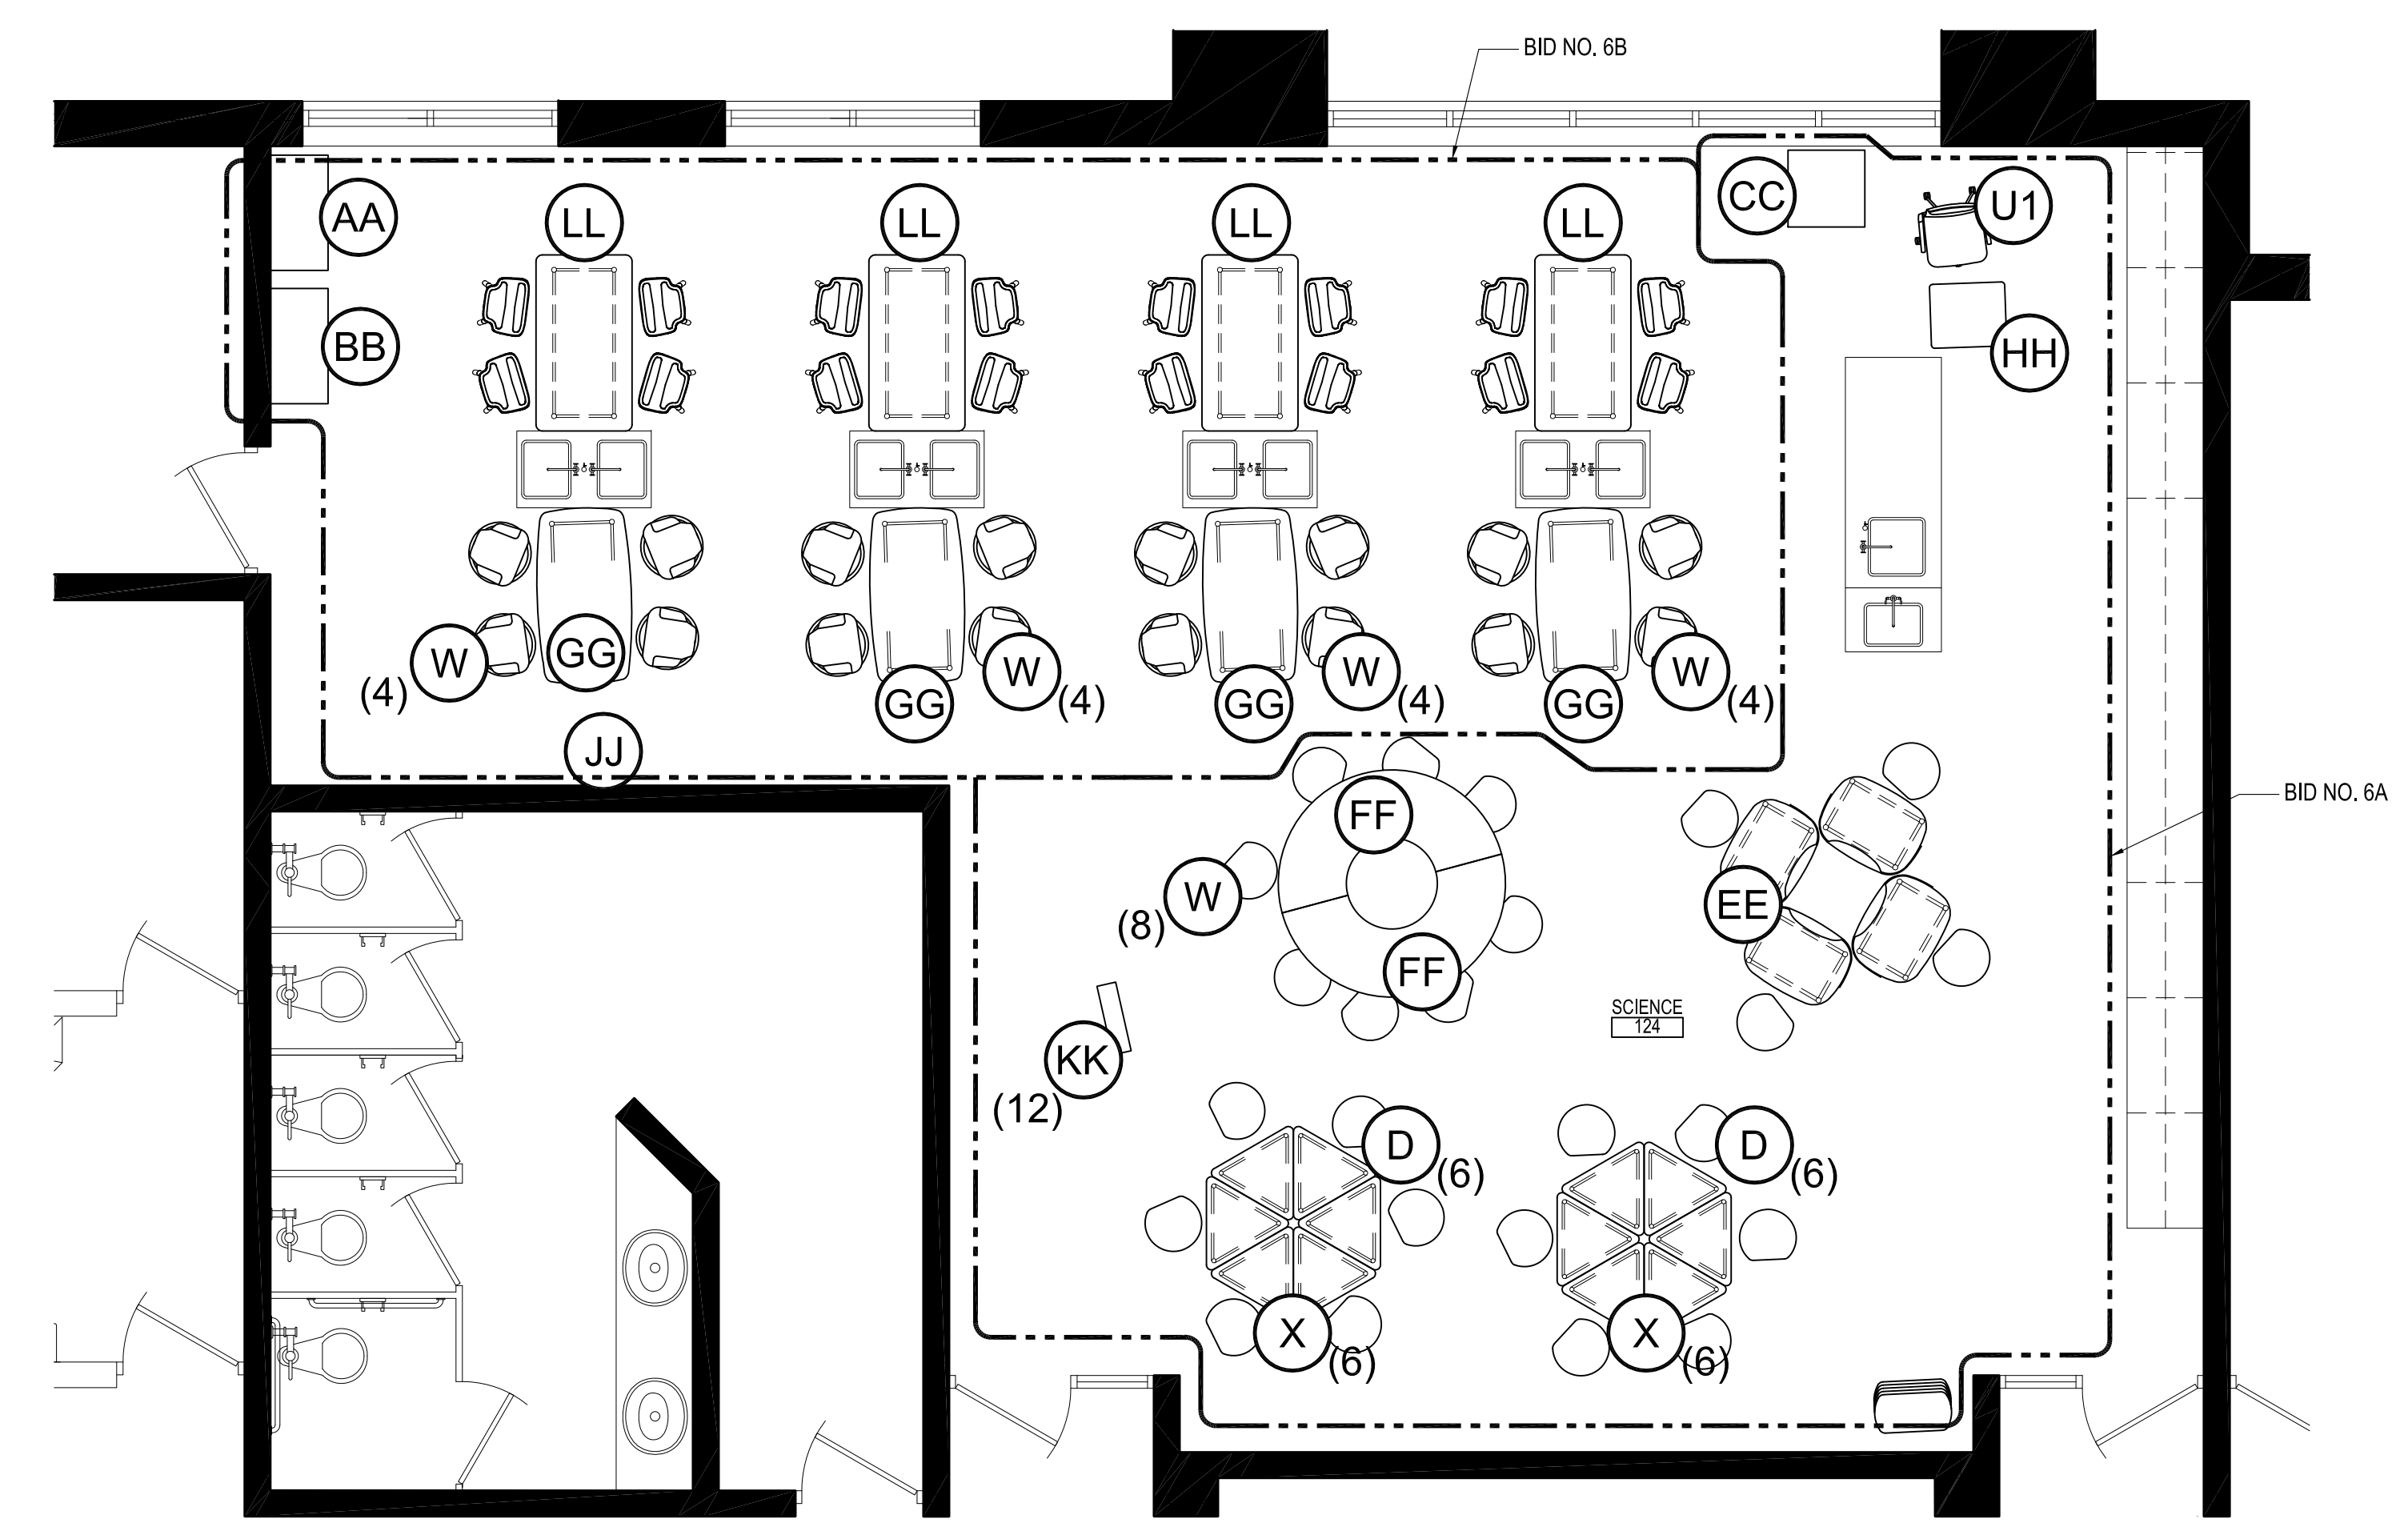 BID NO. 6B
CC
U1
AA
LL
LL
LL
LL
BB
HH
W
(4)
GG
GG
W
(4)
GG
W
(4)
GG
W
(4)
JJ
BID NO. 6A
FF
W
(8)
EE
FF
SCIENCE
124
KK
(12)
D
(6)
D
(6)
X
(6)
X
(6)